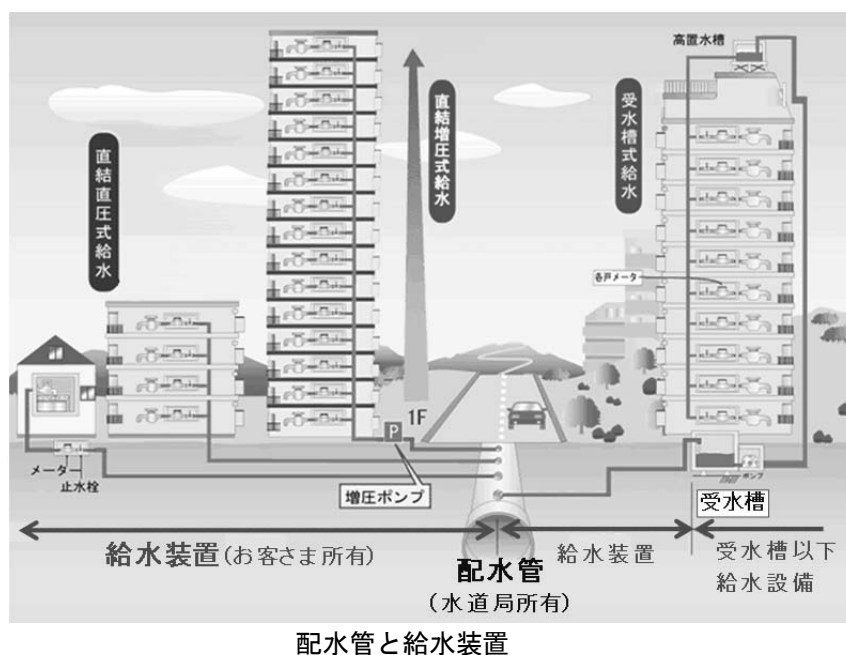 高置水槽
直結直圧式給水
直結増圧式給水
受水槽式給水
各戸メータ
1F
P
メーター
止水栓
増圧ポンプ
ポンプ
受水槽
給水装置(お客さま所有)
配水管
(水道局所有)
給水装置
受水槽以下
給水設備
配水管と給水装置